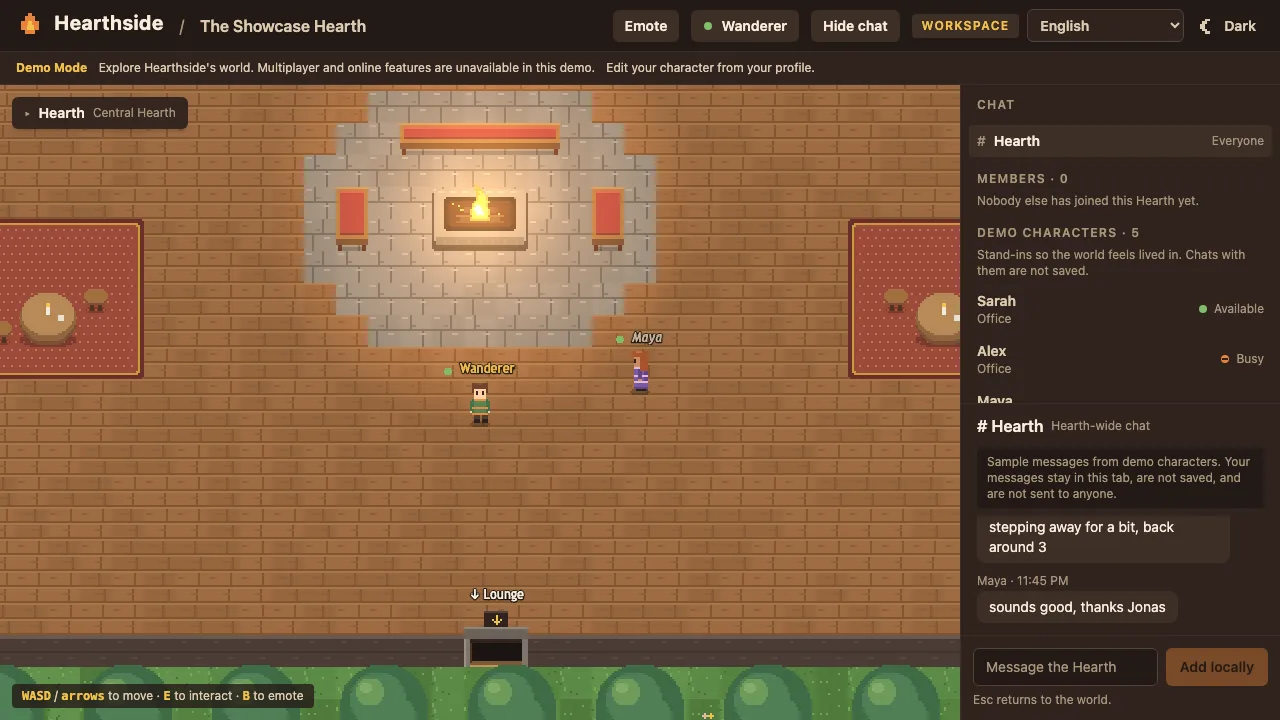 Hearthside / The Showcase Hearth
Emote
Wanderer
Hide chat
WORKSPACE
English
Dark
Demo Mode Explore Hearthside's world. Multiplayer and online features are unavailable in this demo. Edit your character from your profile.
Hearth Central Hearth
Maya
Wanderer
↓ Lounge
WASD / arrows to move · E to interact · B to emote
CHAT
# Hearth Everyone
MEMBERS · 0
Nobody else has joined this Hearth yet.
DEMO CHARACTERS · 5
Stand-ins so the world feels lived in. Chats with
them are not saved.
Sarah
Office
Available
Alex
Office
Busy
Maya
# Hearth Hearth-wide chat
Sample messages from demo characters. Your
messages stay in this tab, are not saved, and
are not sent to anyone.
stepping away for a bit, back
around 3
Maya · 11:45 PM
sounds good, thanks Jonas
Message the Hearth
Add locally
Esc returns to the world.